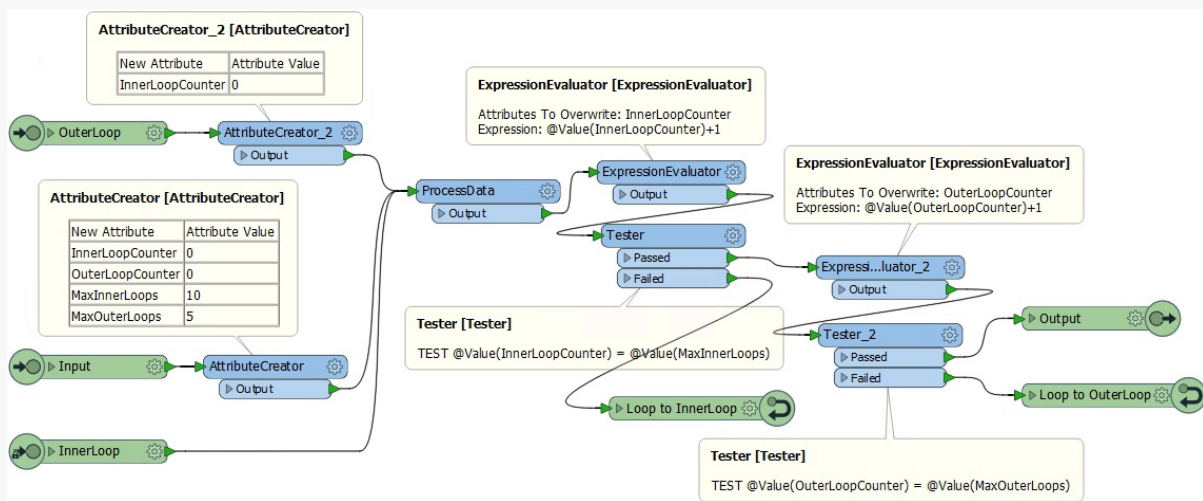 AttributeCreator_2 [AttributeCreator]
New Attribute Attribute Value
InnerLoopCounter 0
OuterLoop
AttributeCreator_2
Output
AttributeCreator [AttributeCreator]
New Attribute Attribute Value
InnerLoopCounter 0
OuterLoopCounter 0
MaxInnerLoops 10
MaxOuterLoops 5
Input
AttributeCreator
Output
InnerLoop
ProcessData
Output
ExpressionEvaluator [ExpressionEvaluator]
Attributes To Overwrite: InnerLoopCounter
Expression: @Value(InnerLoopCounter)+1
ExpressionEvaluator
Output
Tester
Passed
Failed
Tester [Tester]
TEST @Value(InnerLoopCounter) = @Value(MaxInnerLoops)
Loop to InnerLoop
ExpressionEvaluator [ExpressionEvaluator]
Attributes To Overwrite: OuterLoopCounter
Expression: @Value(OuterLoopCounter)+1
Expressi...luator_2
Output
Tester_2
Passed
Failed
Output
Loop to OuterLoop
Tester [Tester]
TEST @Value(OuterLoopCounter) = @Value(MaxOuterLoops)